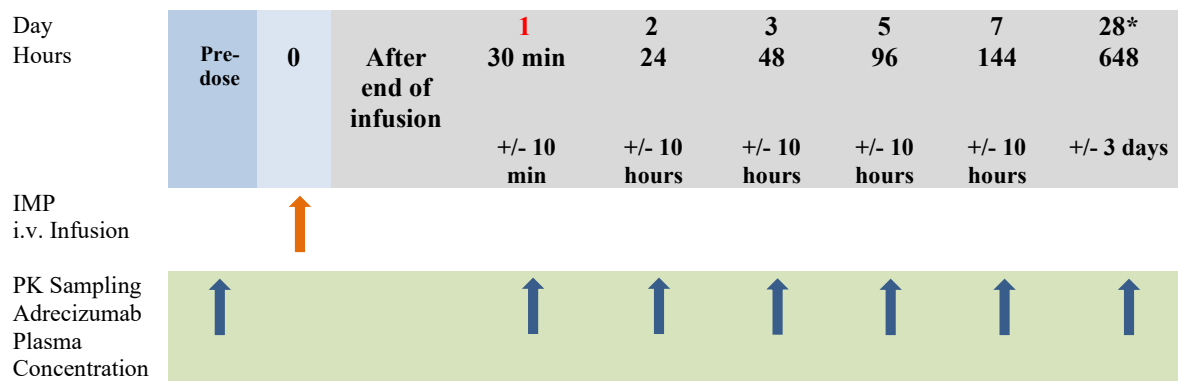 Day 1 2 3 5 7 28*
Hours Pre- 0 After 30 min 24 48 96 144 648
dose end of
infusion
+/- 10 +/- 10 +/- 10 +/- 10 +/- 10 +/- 3 days
min hours hours hours hours
IMP
i.v. Infusion
PK Sampling
Adrecizumab
Plasma
Concentration